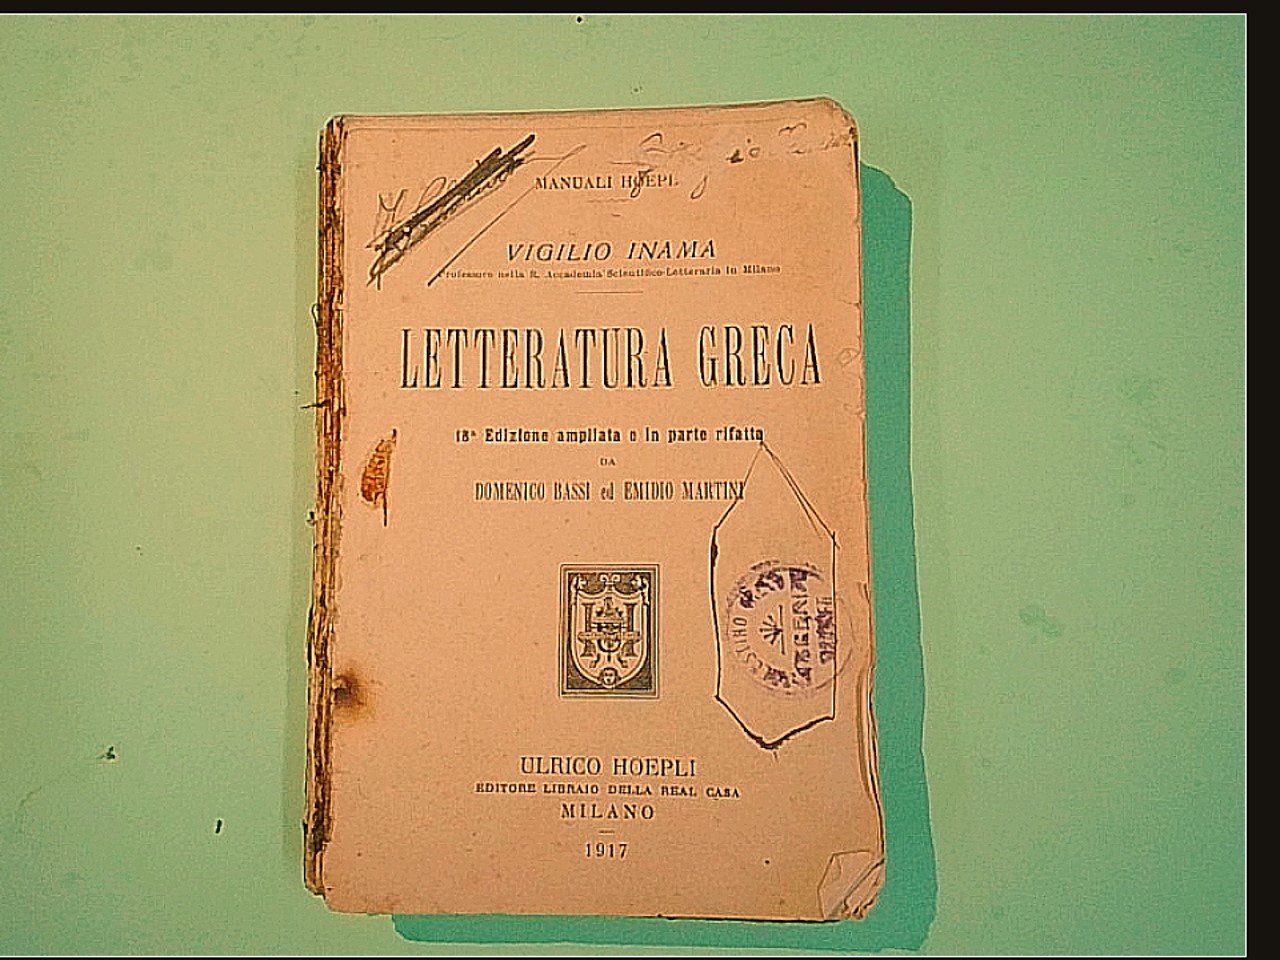 MANUALI HOEPL
VIGILIO INAMA
Professore nella R. Accademia Scientifico-Letteraria in Milano
LETTERATURA GRECA
18ª Edizione ampliata e in parte rifatta
DA
DOMENICO BASSI ed EMIDIO MARTINI
ULRICO HOEPLI
EDITORE LIBRAIO DELLA REAL CASA
MILANO
1917